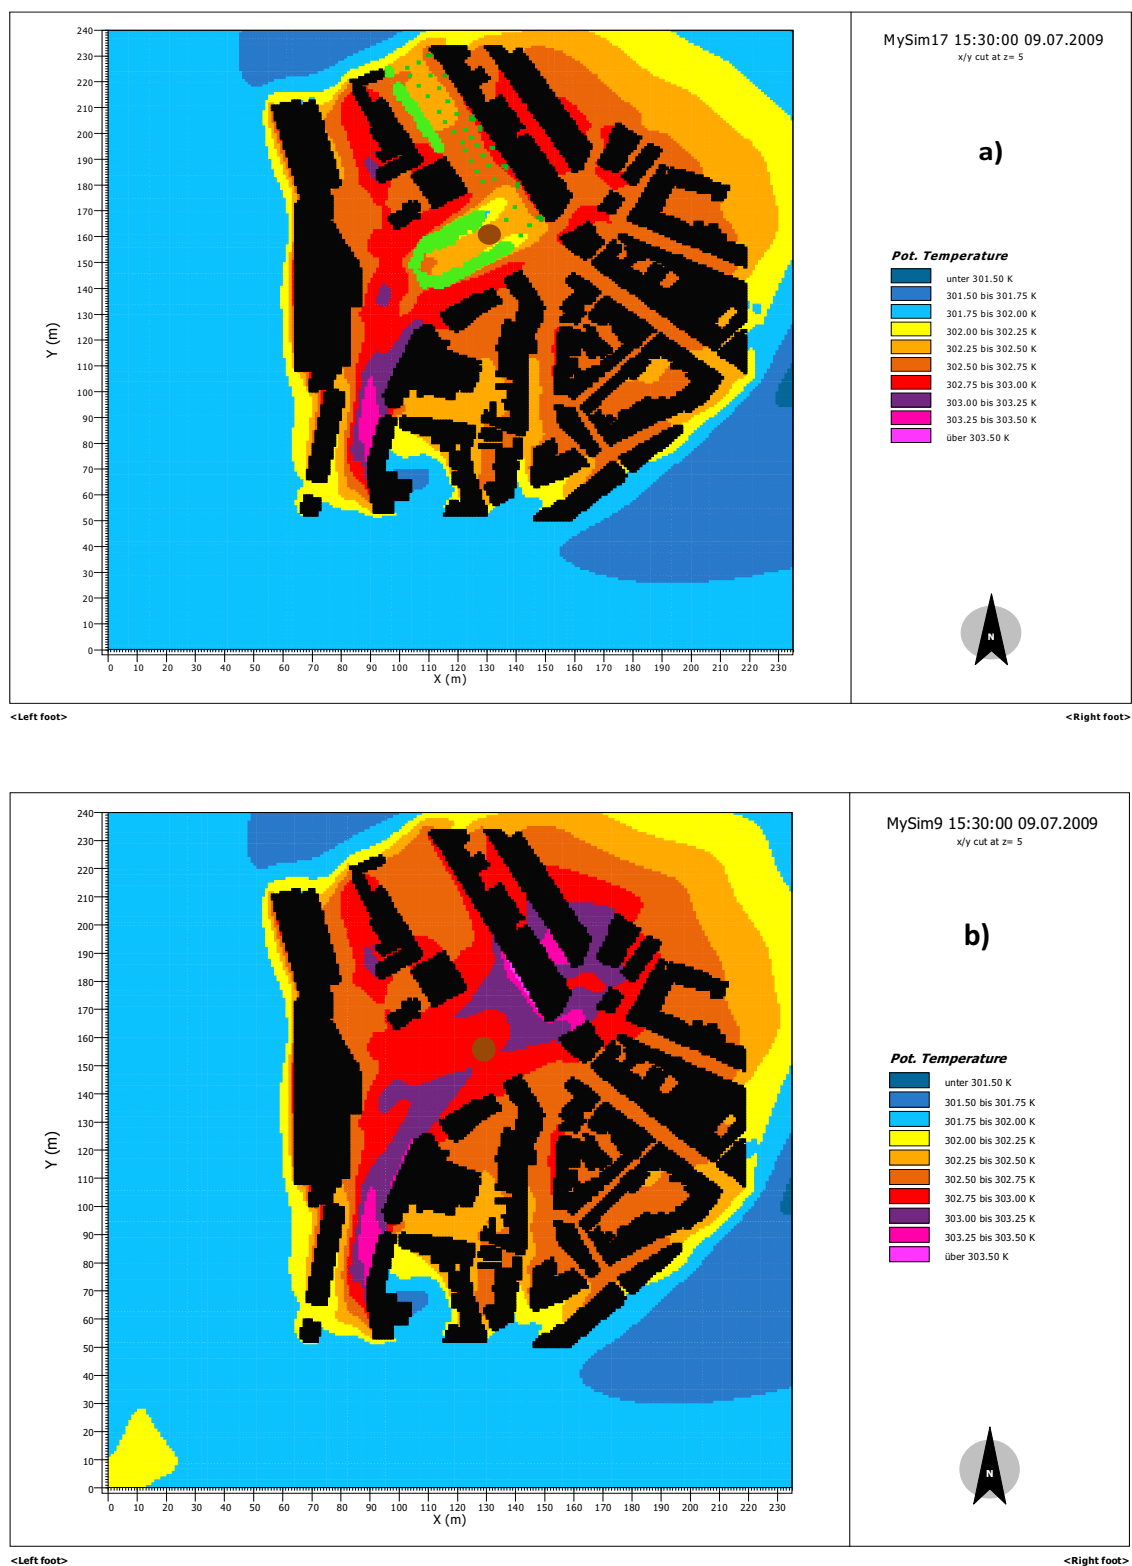 MySim17 15:30:00 09.07.2009
x/y cut at z= 5
a)
Pot. Temperature
unter 301.50 K
301.50 bis 301.75 K
301.75 bis 302.00 K
302.00 bis 302.25 K
302.25 bis 302.50 K
302.50 bis 302.75 K
302.75 bis 303.00 K
303.00 bis 303.25 K
303.25 bis 303.50 K
über 303.50 K
N
Y (m)
240
230
220
210
200
190
180
170
160
150
140
130
120
110
100
90
80
70
60
50
40
30
20
10
0
0 10 20 30 40 50 60 70 80 90 100 110 120 130 140 150 160 170 180 190 200 210 220 230
X (m)
<Left foot> <Right foot>
MySim9 15:30:00 09.07.2009
x/y cut at z= 5
b)
Pot. Temperature
unter 301.50 K
301.50 bis 301.75 K
301.75 bis 302.00 K
302.00 bis 302.25 K
302.25 bis 302.50 K
302.50 bis 302.75 K
302.75 bis 303.00 K
303.00 bis 303.25 K
303.25 bis 303.50 K
über 303.50 K
N
Y (m)
240
230
220
210
200
190
180
170
160
150
140
130
120
110
100
90
80
70
60
50
40
30
20
10
0
0 10 20 30 40 50 60 70 80 90 100 110 120 130 140 150 160 170 180 190 200 210 220 230
X (m)
<Left foot> <Right foot>